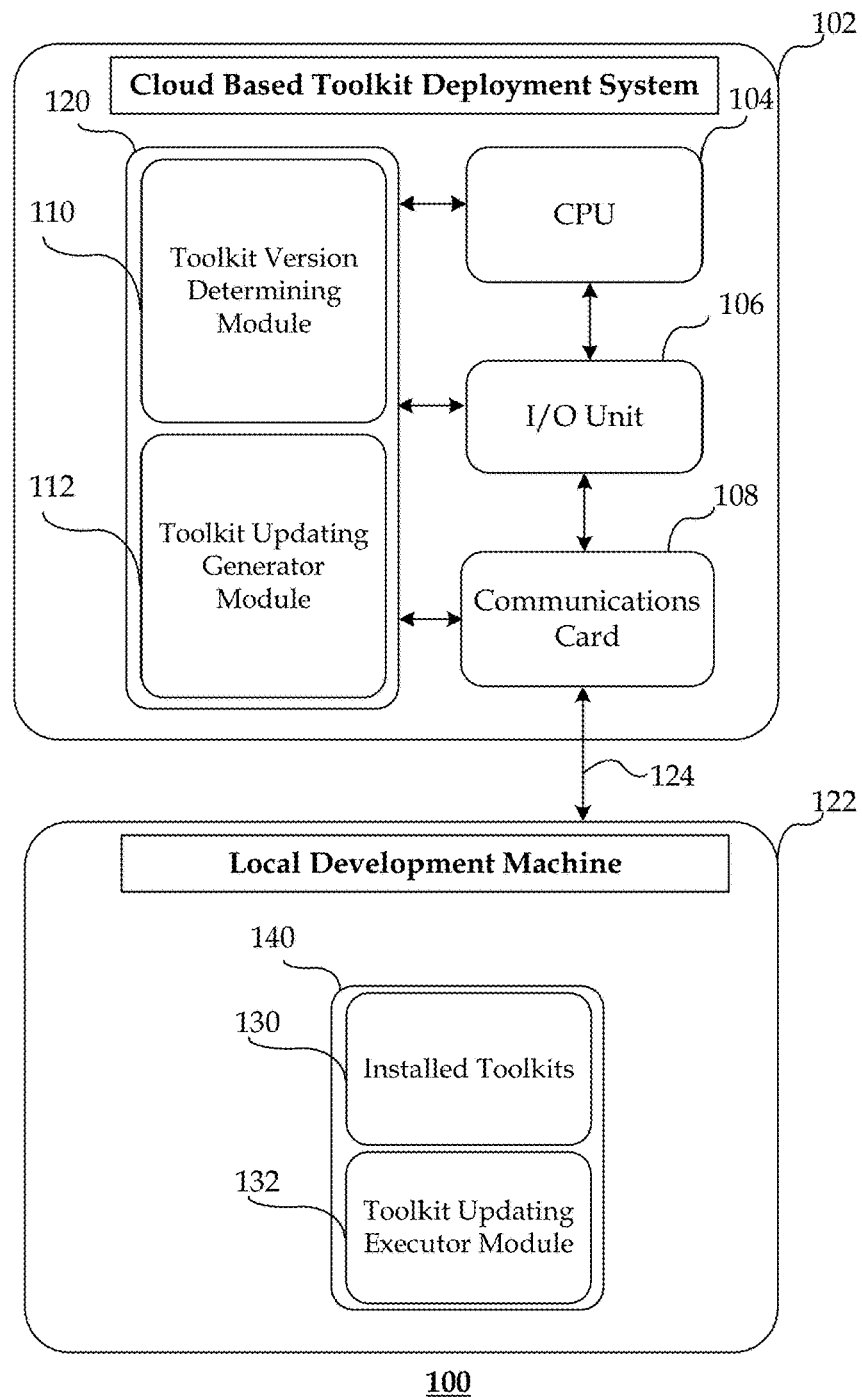 102
Cloud Based Toolkit Deployment System
120
104
110
Toolkit Version
Determining
Module
CPU
106
I/O Unit
112
Toolkit Updating
Generator
Module
108
Communications
Card
124
122
Local Development Machine
140
130
Installed Toolkits
132
Toolkit Updating
Executor Module
100